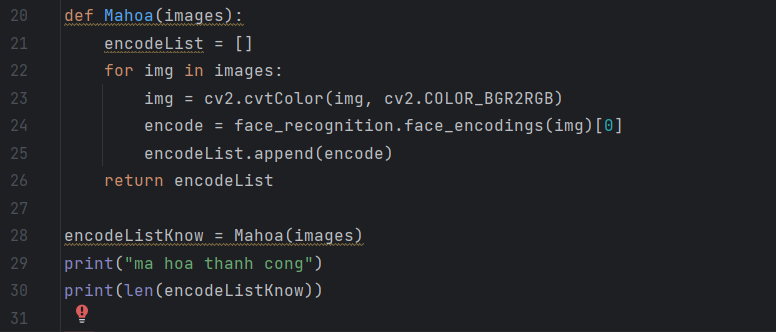 20 def Mahoa(images):
21     encodeList = []
22     for img in images:
23         img = cv2.cvtColor(img, cv2.COLOR_BGR2RGB)
24         encode = face_recognition.face_encodings(img)[0]
25         encodeList.append(encode)
26     return encodeList
27
28 encodeListKnow = Mahoa(images)
29 print("ma hoa thanh cong")
30 print(len(encodeListKnow))
31